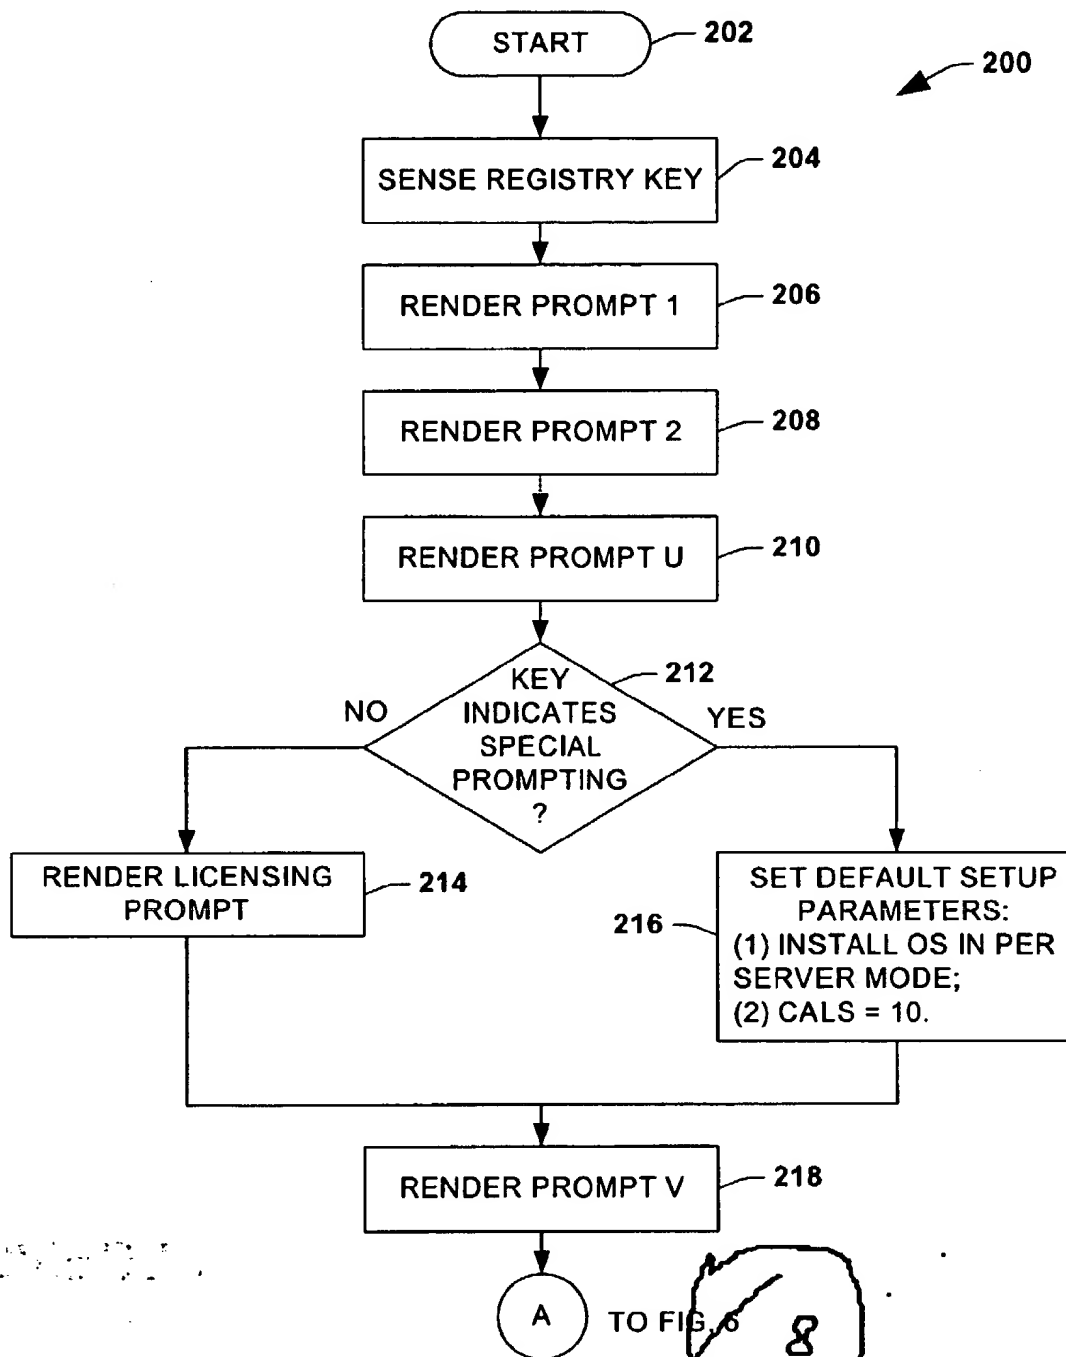 START
202
200
SENSE REGISTRY KEY
204
RENDER PROMPT 1
206
RENDER PROMPT 2
208
RENDER PROMPT U
210
KEY
INDICATES
SPECIAL
PROMPTING
?
212
NO
YES
RENDER LICENSING
PROMPT
214
216
SET DEFAULT SETUP
PARAMETERS:
(1) INSTALL OS IN PER
SERVER MODE;
(2) CALS = 10.
RENDER PROMPT V
218
A
TO FIG. 6
8